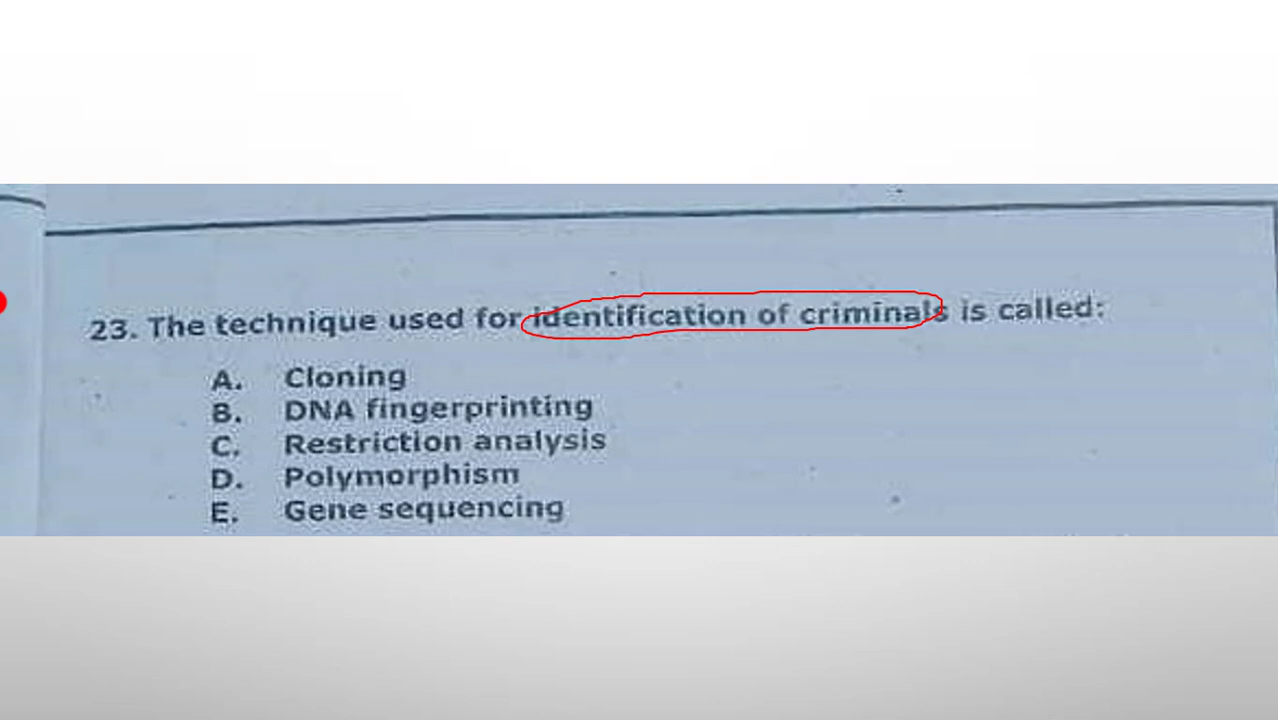 23. The technique used for identification of criminals is called:
A. Cloning
B. DNA fingerprinting
C. Restriction analysis
D. Polymorphism
E. Gene sequencing